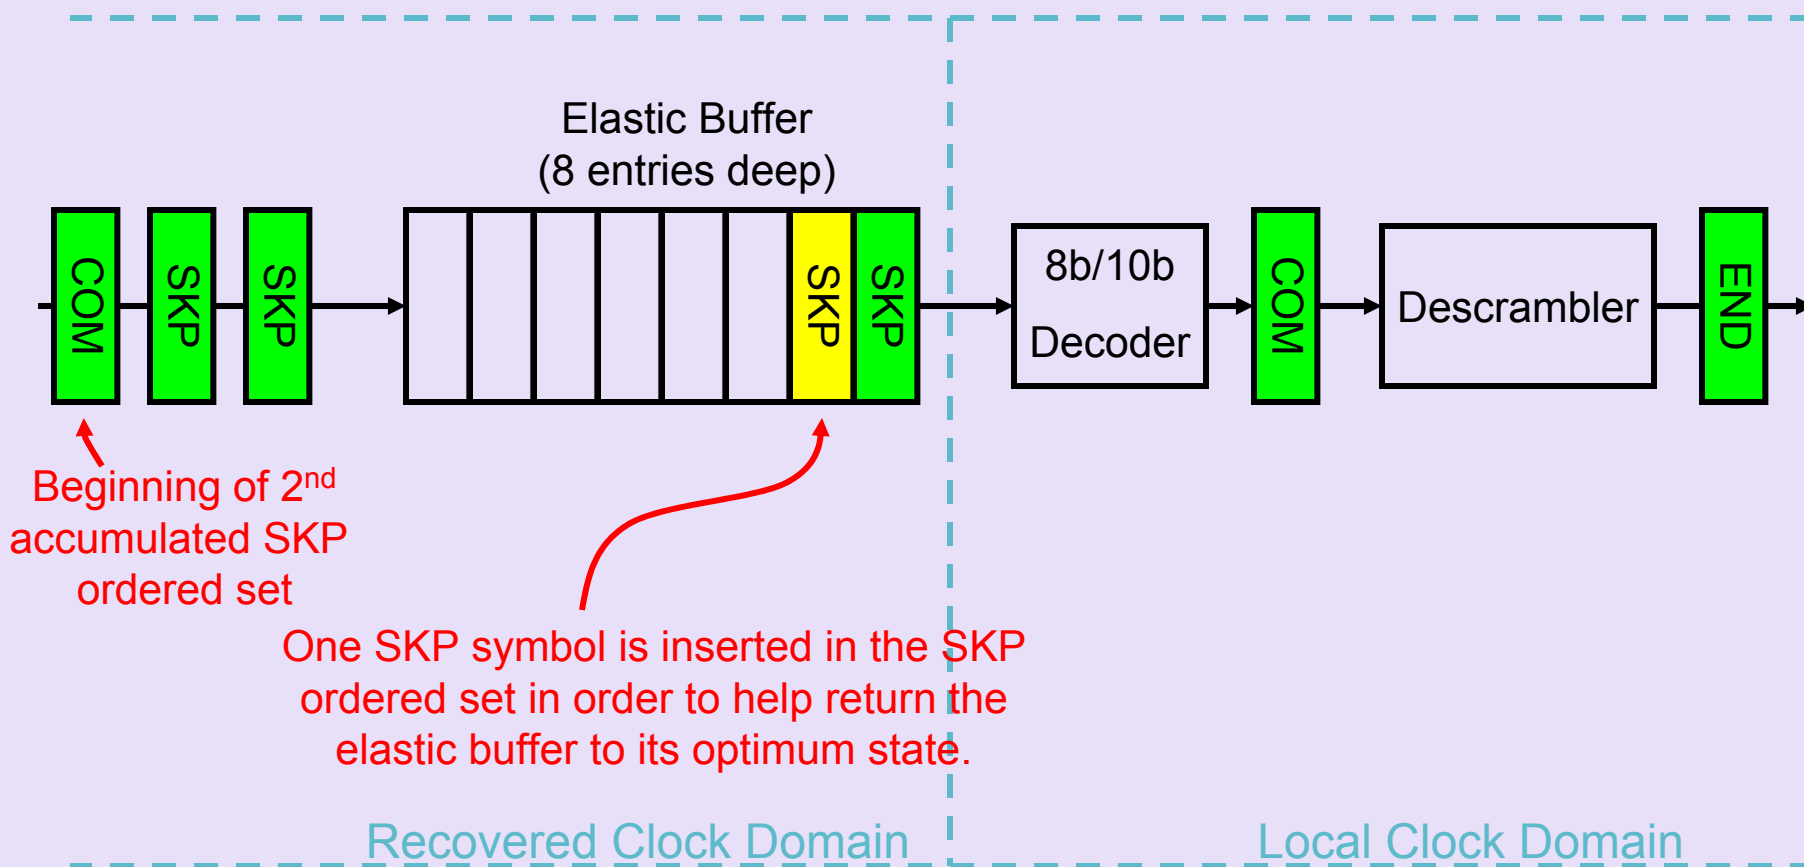 Elastic Buffer
(8 entries deep)
COM
SKP
SKP
SKP
SKP
8b/10b
Decoder
COM
Descrambler
END
Beginning of 2nd
accumulated SKP
ordered set
One SKP symbol is inserted in the SKP
ordered set in order to help return the
elastic buffer to its optimum state.
Recovered Clock Domain
Local Clock Domain